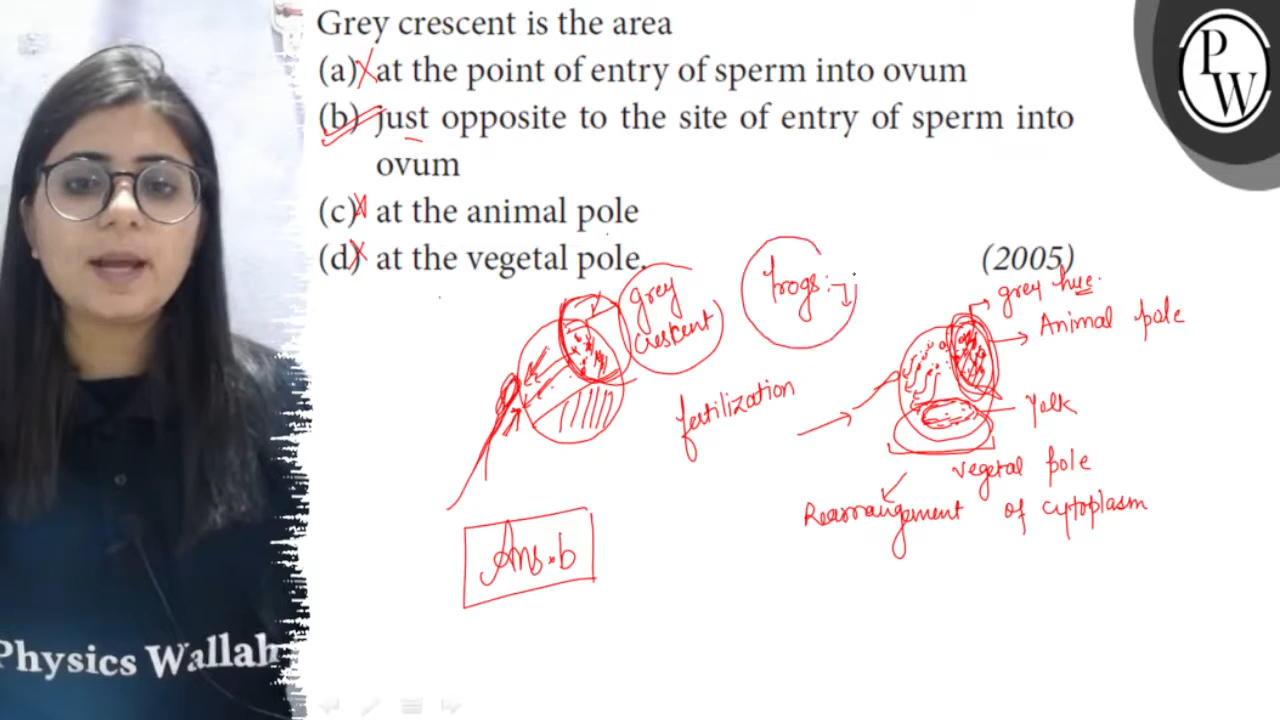 Grey crescent is the area
(a) at the point of entry of sperm into ovum
(b) just opposite to the site of entry of sperm into
ovum
(c) at the animal pole
(d) at the vegetal pole.
(2005)
PW
grey
crescent
frogs:-
grey hue
Animal pole
fertilization
Yolk
vegetal pole
Rearrangement of cytoplasm
Ans.b
Physics Wallah